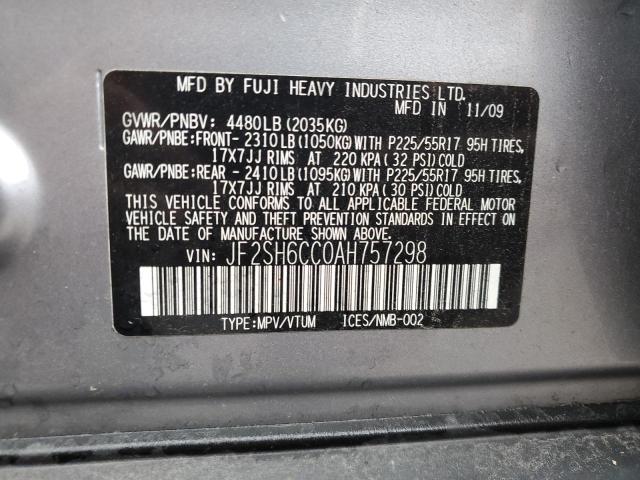 MFD BY FUJI HEAVY INDUSTRIES LTD.
MFD IN 11/09
GVWR/PNBV: 4480LB(2035KG)
GAWR/PNBE:FRONT- 2310LB(1050KG)WITH P225/55R17 95H TIRES,
17X7JJ RIMS AT 220 KPA(32 PSI)COLD
GAWR/PNBE:REAR - 2410LB(1095KG)WITH P225/55R17 95H TIRES,
17X7JJ RIMS AT 210 KPA(30 PSI)COLD
THIS VEHICLE CONFORMS TO ALL APPLICABLE FEDERAL MOTOR
VEHICLE SAFETY AND THEFT PREVENTION STANDARDS IN EFFECT ON
THE DATE OF MANUFACTURE SHOWN ABOVE.
VIN: JF2SH6CC0AH757298
TYPE:MPV/VTUM ICES/NMB-002